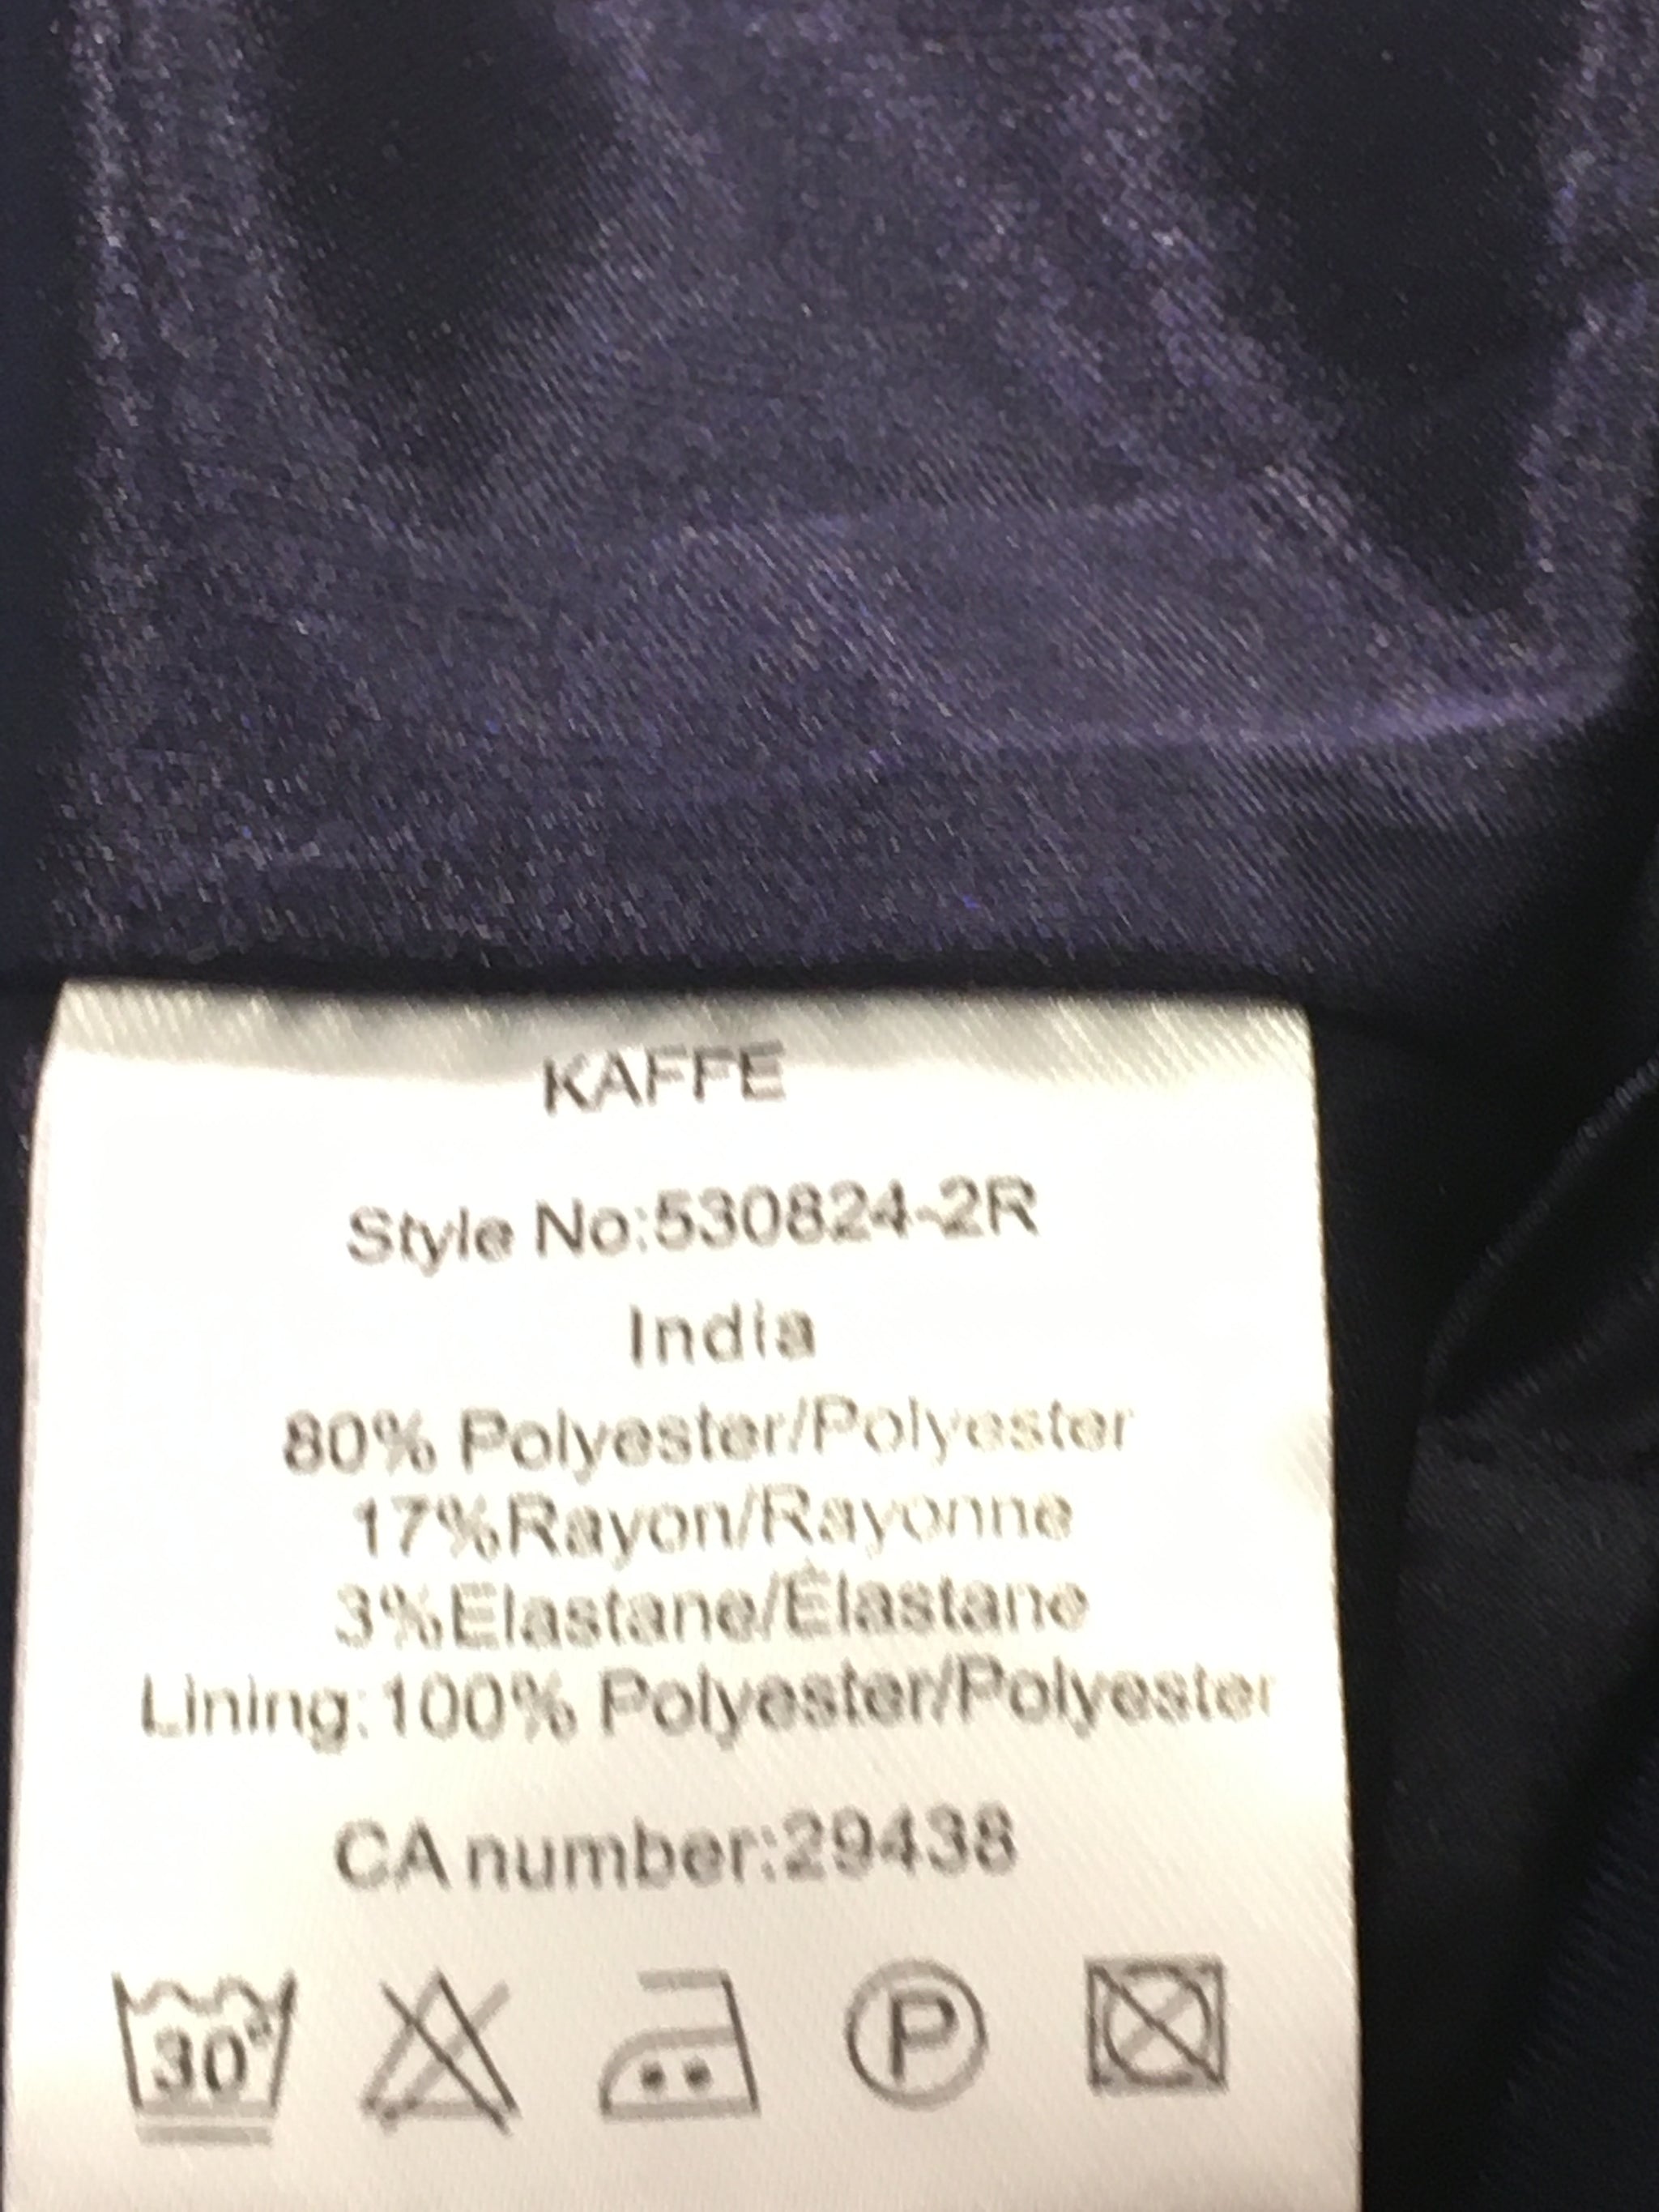 KAFFE
Style No:530824-2R
India
80% Polyester/Polyester
17%Rayon/Rayonne
3%Elastane/Élastane
Lining:100% Polyester/Polyester
CA number:29438
30° P